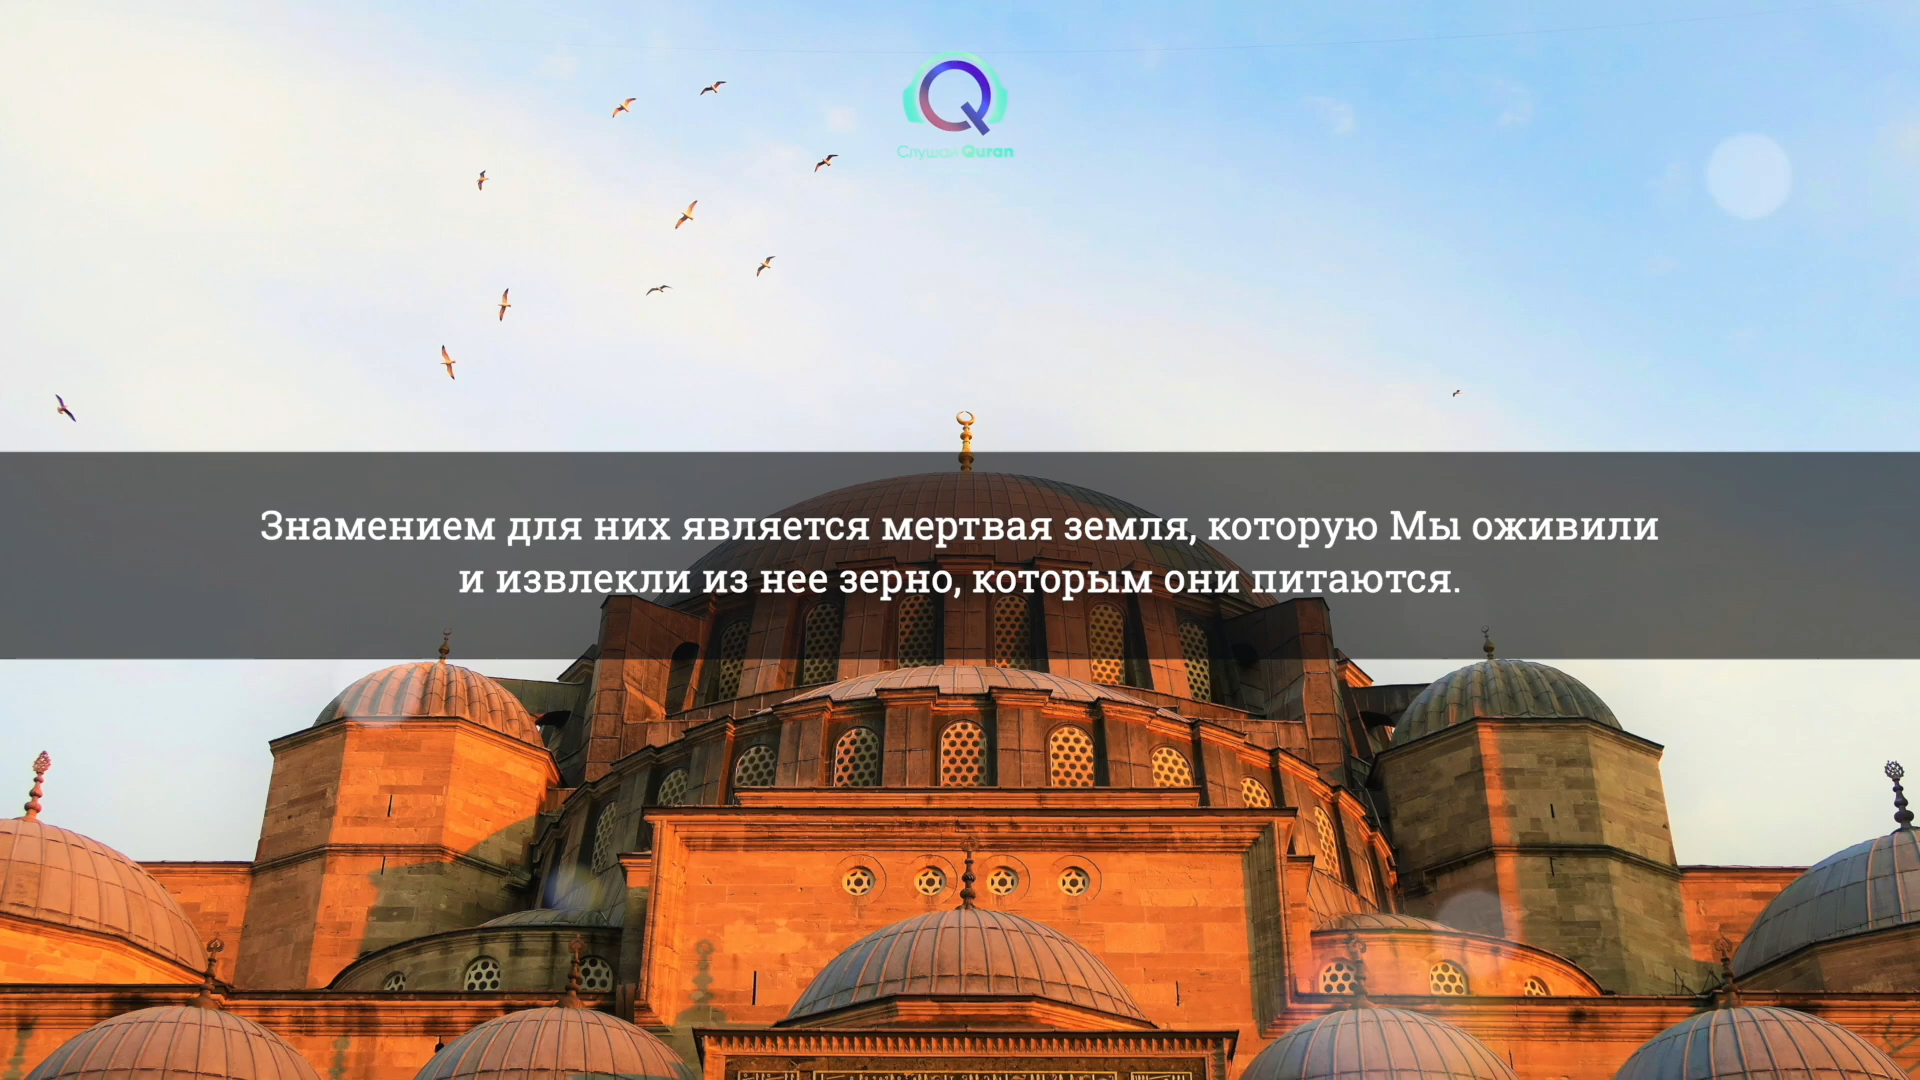 Слушай Quran
Знамением для них является мертвая земля, которую Мы оживили
и извлекли из нее зерно, которым они питаются.